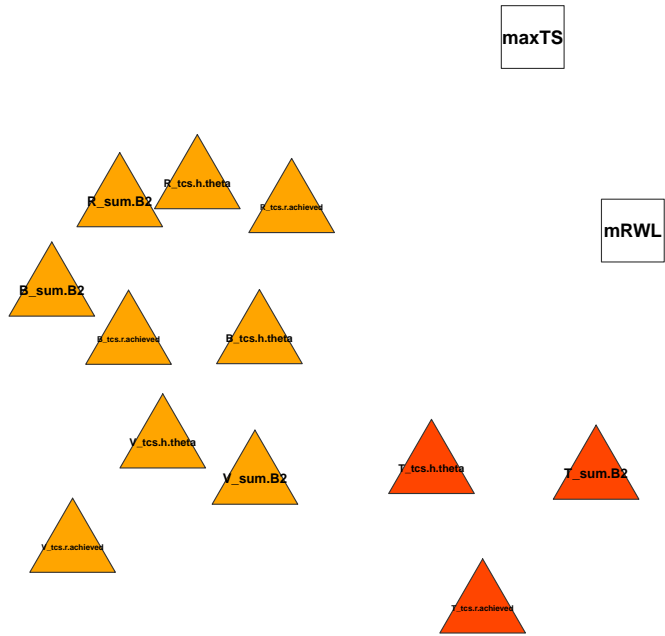 maxTS
R_tcs.h.theta
R_sum.B2
R_tcs.r.achieved
mRWL
B_sum.B2
B_tcs.r.achieved
B_tcs.h.theta
V_tcs.h.theta
V_sum.B2
T_tcs.h.theta
T_sum.B2
V_tcs.r.achieved
T_tcs.r.achieved